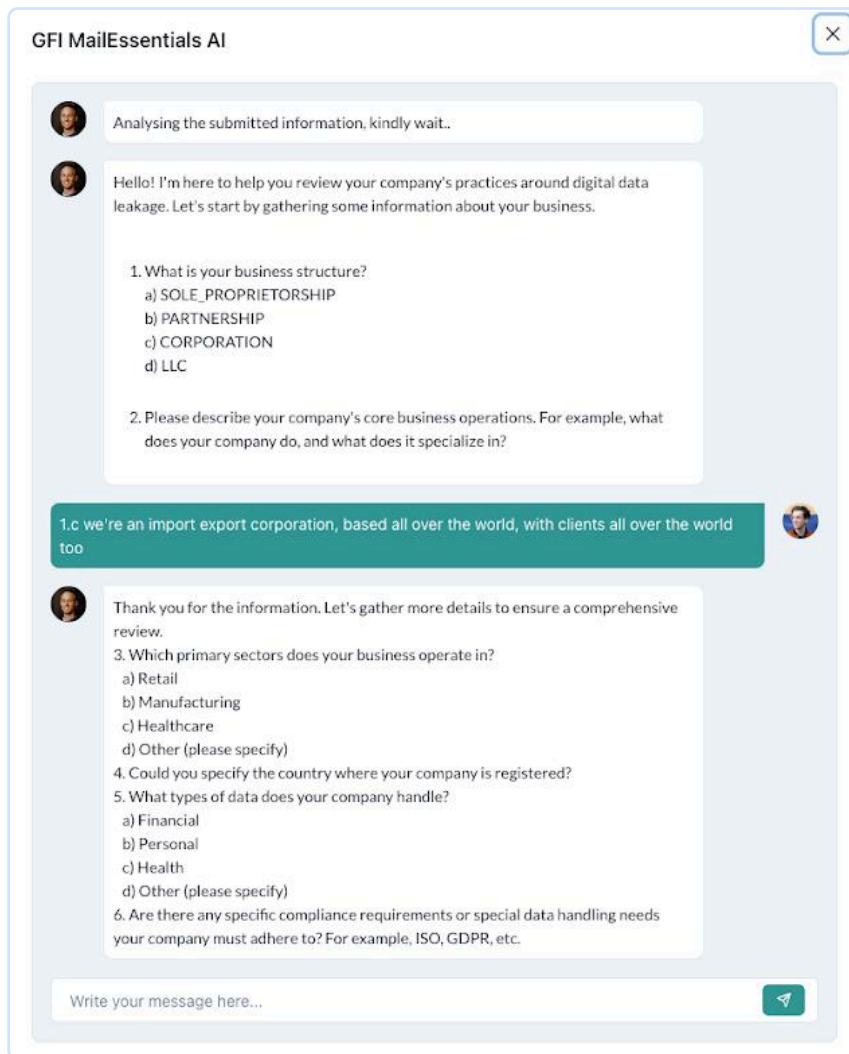 GFI MailEssentials AI
Analysing the submitted information, kindly wait..
Hello! I'm here to help you review your company's practices around digital data
leakage. Let's start by gathering some information about your business.
1. What is your business structure?
a) SOLE_PROPRIETORSHIP
b) PARTNERSHIP
c) CORPORATION
d) LLC
2. Please describe your company's core business operations. For example, what
does your company do, and what does it specialize in?
1.c we're an import export corporation, based all over the world, with clients all over the world
too
Thank you for the information. Let's gather more details to ensure a comprehensive
review.
3. Which primary sectors does your business operate in?
a) Retail
b) Manufacturing
c) Healthcare
d) Other (please specify)
4. Could you specify the country where your company is registered?
5. What types of data does your company handle?
a) Financial
b) Personal
c) Health
d) Other (please specify)
6. Are there any specific compliance requirements or special data handling needs
your company must adhere to? For example, ISO, GDPR, etc.
Write your message here...